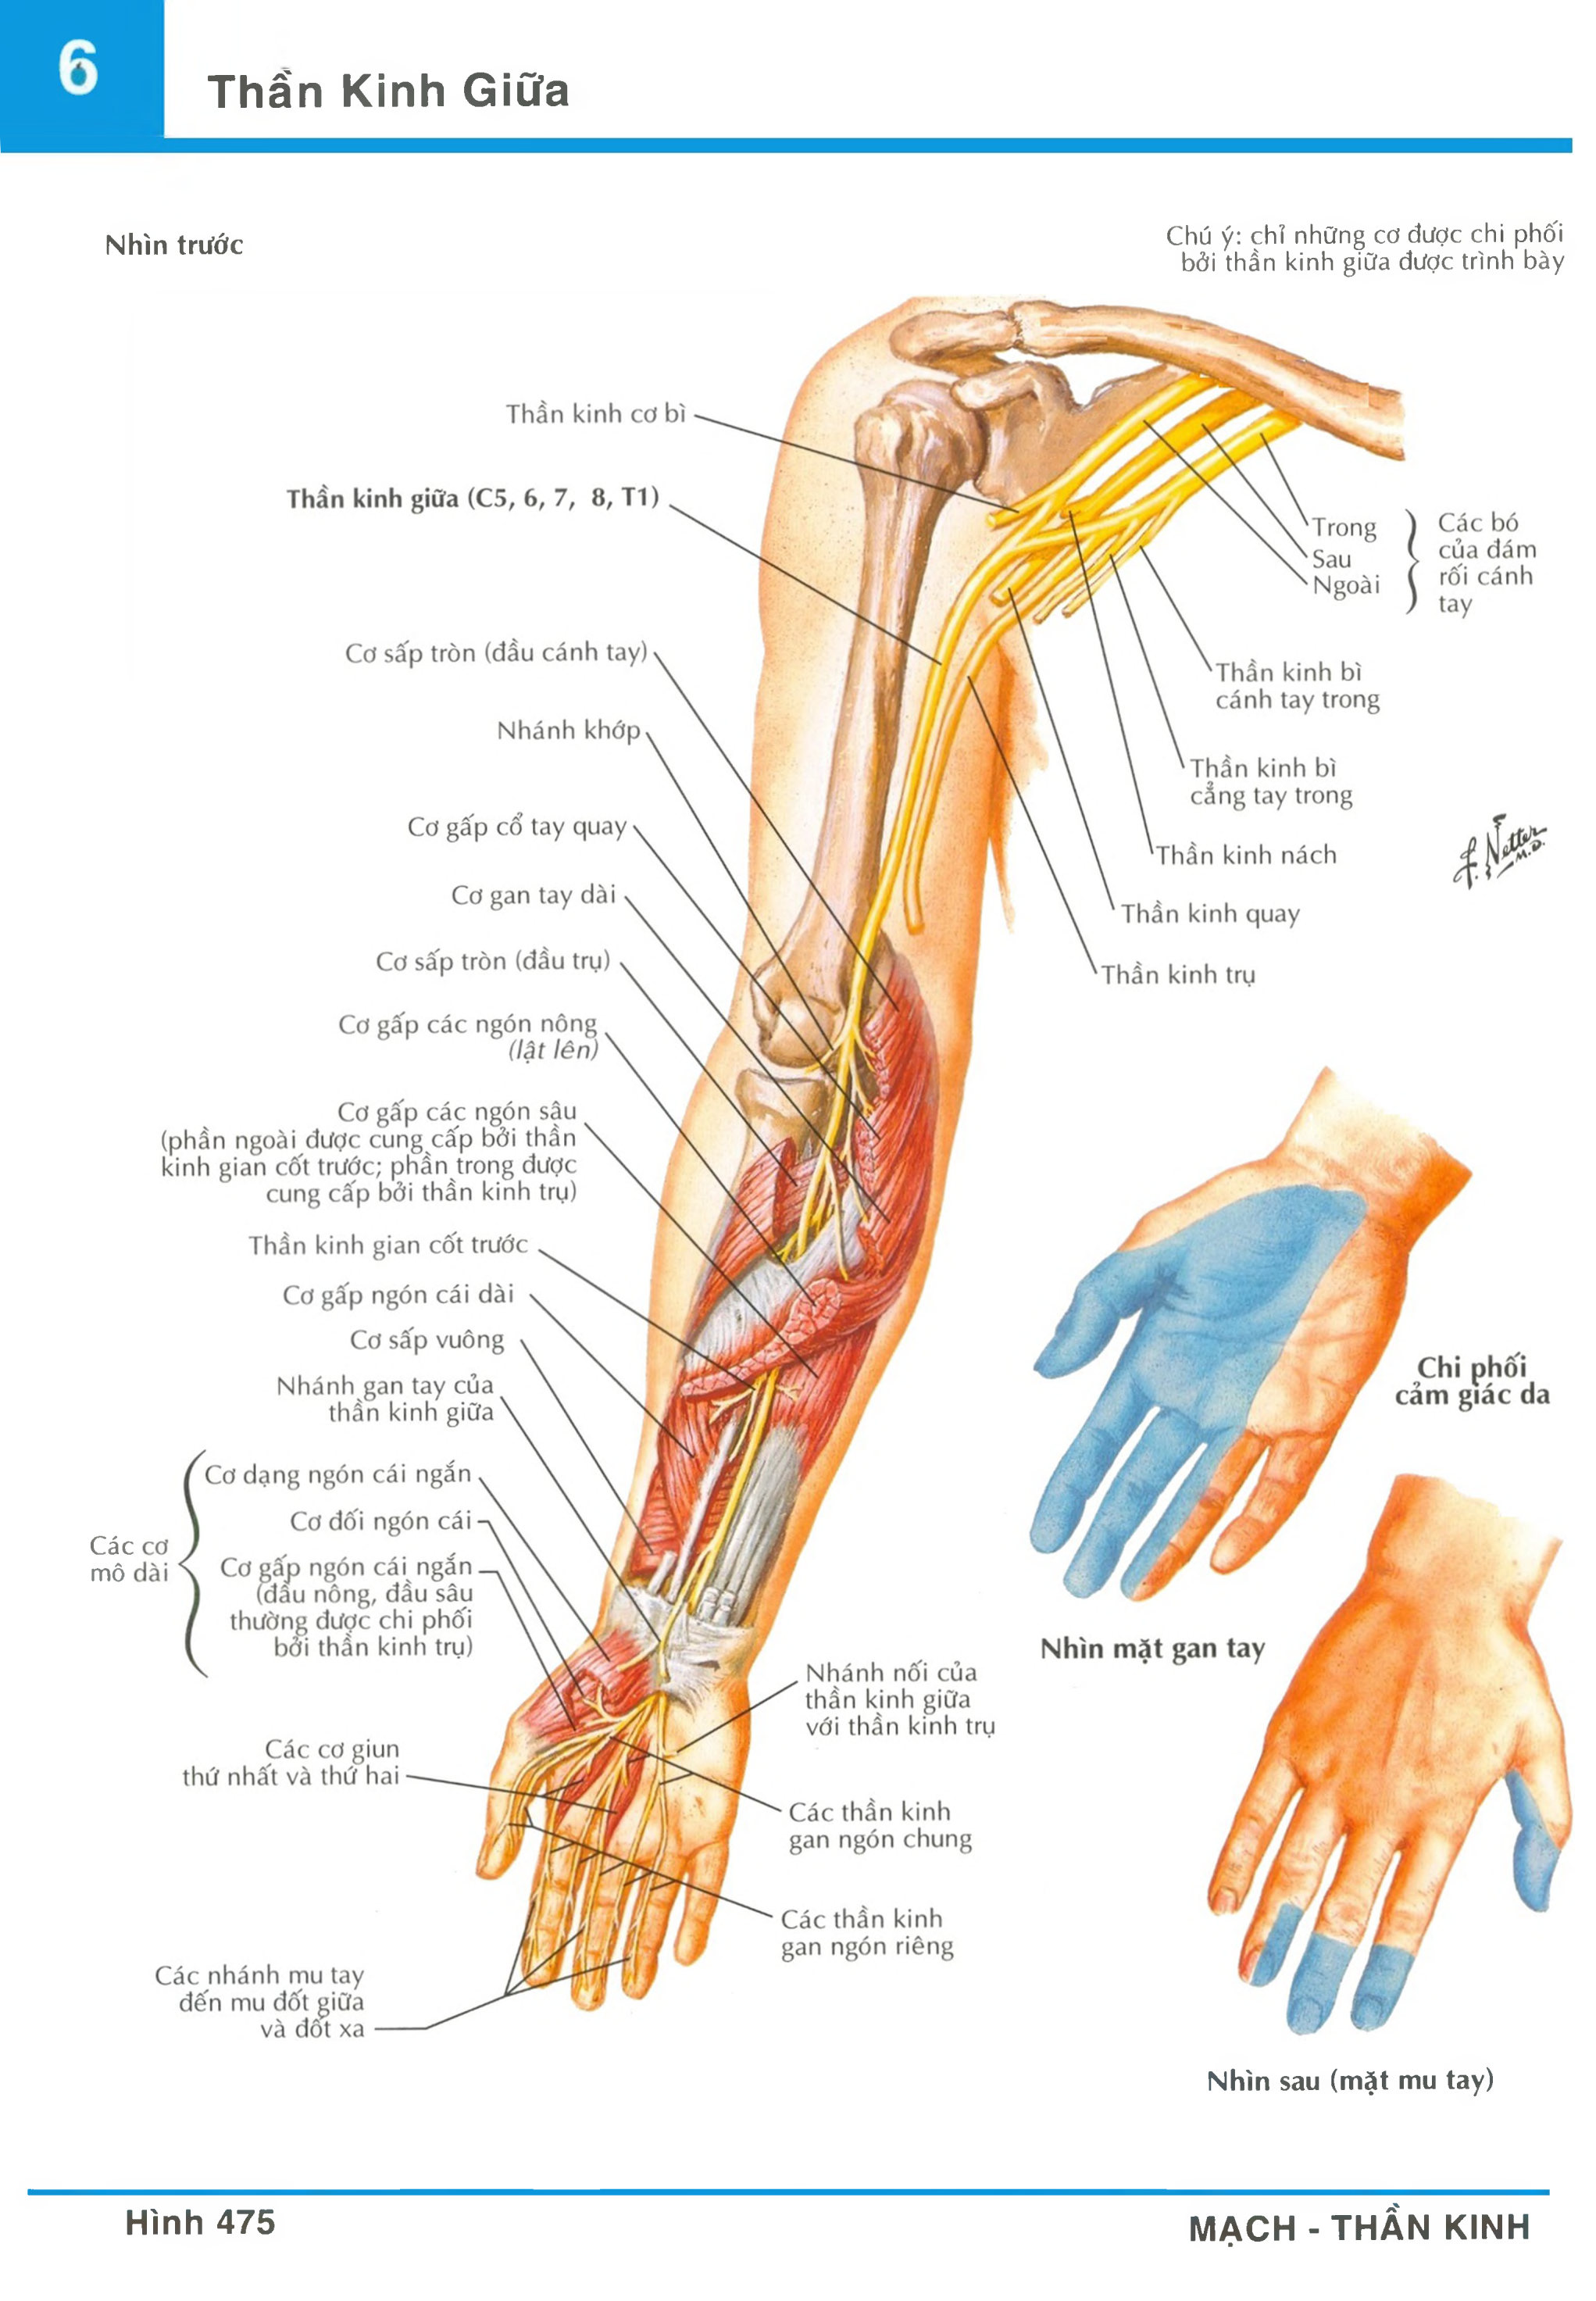 6
Thần Kinh Giữa
Nhìn trước
Chú ý: chỉ những cơ được chi phối
bởi thần kinh giữa được trình bày
Thần kinh cơ bì
Thần kinh giữa (C5, 6, 7, 8, T1)
Cơ sấp tròn (đầu cánh tay)
Nhánh khớp
Cơ gấp cổ tay quay
Cơ gan tay dài
Cơ sấp tròn (đầu trụ)
Cơ gấp các ngón nông
(lật lên)
Cơ gấp các ngón sâu
(phần ngoài được cung cấp bởi thần
kinh gian cốt trước; phần trong được
cung cấp bởi thần kinh trụ)
Thần kinh gian cốt trước
Cơ gấp ngón cái dài
Cơ sấp vuông
Nhánh gan tay của
thần kinh giữa
Các cơ
mô dài
Cơ dạng ngón cái ngắn
Cơ đối ngón cái
Cơ gấp ngón cái ngắn
(đầu nông, đầu sâu
thường được chi phối
bởi thần kinh trụ)
Các cơ giun
thứ nhất và thứ hai
Các nhánh mu tay
đến mu đốt giữa
và đốt xa
Trong
Sau
Ngoài
Các bó
của đám
rối cánh
tay
Thần kinh bì
cánh tay trong
Thần kinh bì
cẳng tay trong
Thần kinh nách
Thần kinh quay
Thần kinh trụ
F. Netter
M.D.
Chi phối
cảm giác da
Nhìn mặt gan tay
Nhánh nối của
thần kinh giữa
với thần kinh trụ
Các thần kinh
gan ngón chung
Các thần kinh
gan ngón riêng
Nhìn sau (mặt mu tay)
Hình 475
MẠCH - THẦN KINH